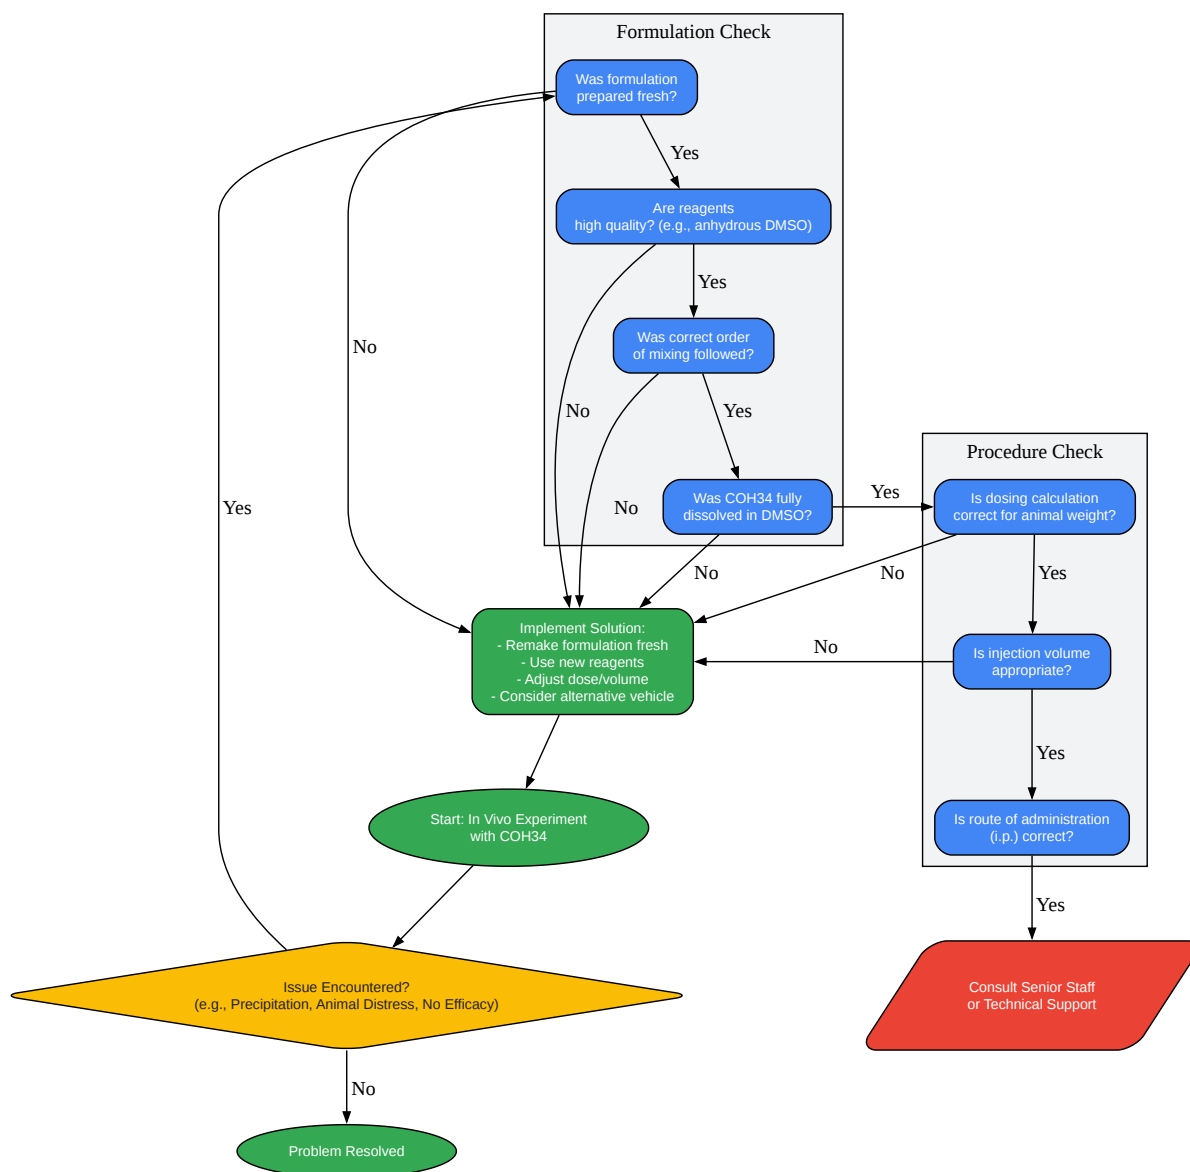 Formulation Check
Was formulation
prepared fresh?
Yes
Are reagents
high quality? (e.g., anhydrous DMSO)
Yes
No
Was correct order
of mixing followed?
No
Yes
Procedure Check
Was COH34 fully
dissolved in DMSO?
Yes
Is dosing calculation
correct for animal weight?
Yes
No
No
No
Yes
Implement Solution:
- Remake formulation fresh
- Use new reagents
- Adjust dose/volume
- Consider alternative vehicle
No
Is injection volume
appropriate?
Yes
Start: In Vivo Experiment
with COH34
Is route of administration
(i.p.) correct?
Yes
Issue Encountered?
(e.g., Precipitation, Animal Distress, No Efficacy)
Consult Senior Staff
or Technical Support
No
Problem Resolved